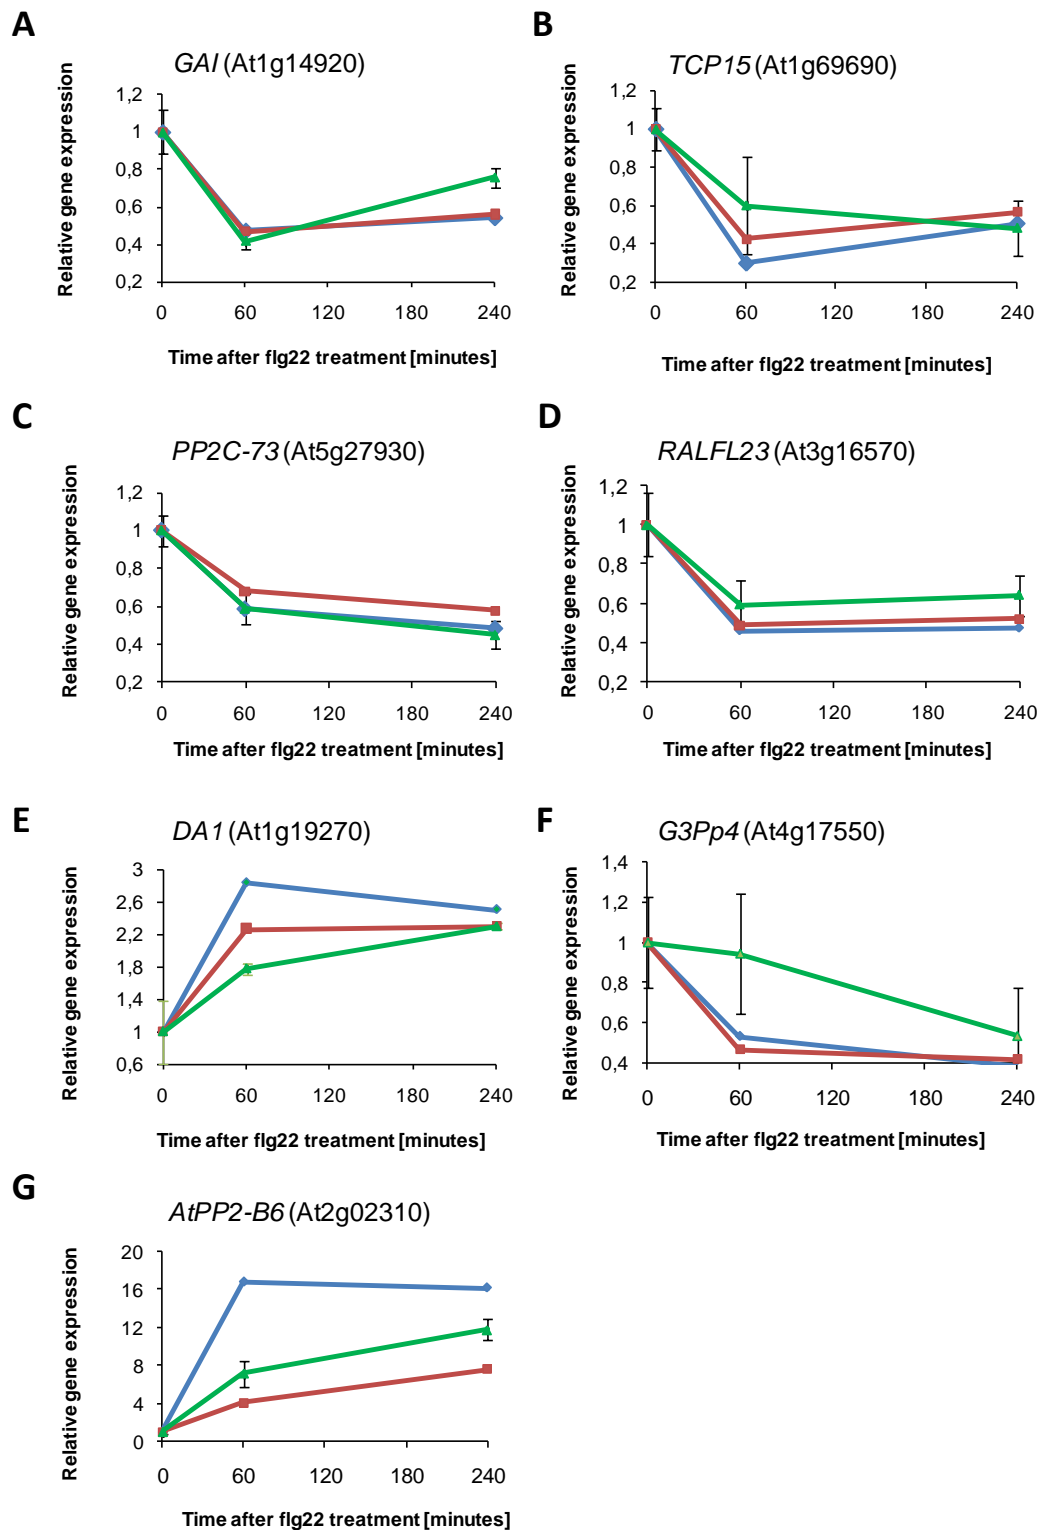 A
GAI (At1g14920)
Relative gene expression
1,2
1
0,8
0,6
0,4
0,2
0 60 120 180 240
Time after flg22 treatment [minutes]
B
TCP15 (At1g69690)
Relative gene expression
1,2
1
0,8
0,6
0,4
0,2
0 60 120 180 240
Time after flg22 treatment [minutes]
C
PP2C-73 (At5g27930)
Relative gene expression
1,2
1
0,8
0,6
0,4
0,2
0 60 120 180 240
Time after flg22 treatment [minutes]
D
RALFL23 (At3g16570)
Relative gene expression
1,2
1
0,8
0,6
0,4
0,2
0 60 120 180 240
Time after flg22 treatment [minutes]
E
DA1 (At1g19270)
Relative gene expression
3
2,6
2,2
1,8
1,4
1
0,6
0 60 120 180 240
Time after flg22 treatment [minutes]
F
G3Pp4 (At4g17550)
Relative gene expression
1,4
1,2
1
0,8
0,6
0,4
0 60 120 180 240
Time after flg22 treatment [minutes]
G
AtPP2-B6 (At2g02310)
Relative gene expression
20
16
12
8
4
0
0 60 120 180 240
Time after flg22 treatment [minutes]